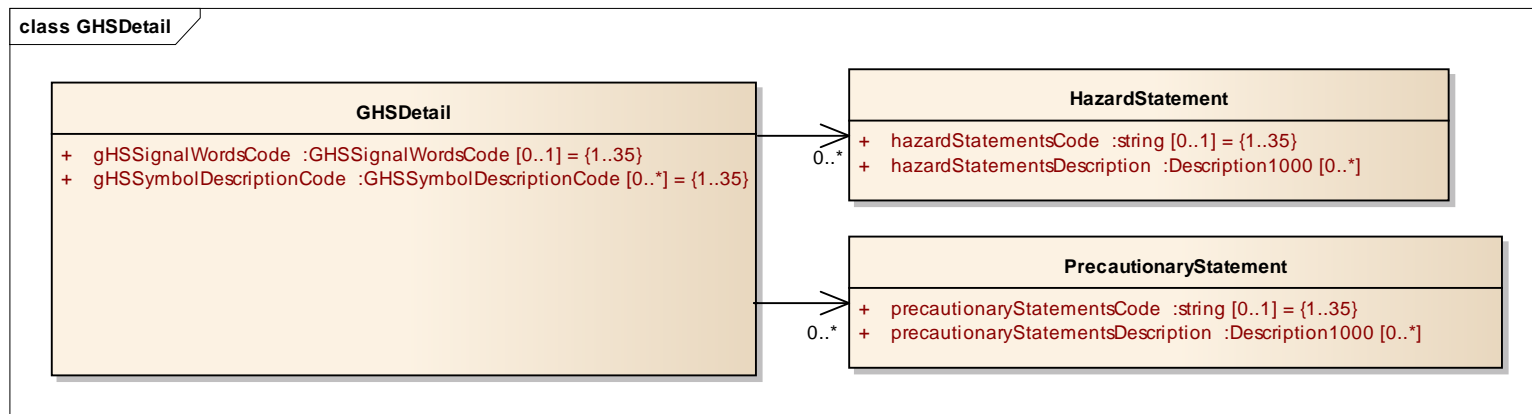 class GHSDetail
GHSDetail
+ gHSSignalWordsCode :GHSSignalWordsCode [0..1] = {1..35}
+ gHSSymbolDescriptionCode :GHSSymbolDescriptionCode [0..*] = {1..35}
0..*
HazardStatement
+ hazardStatementsCode :string [0..1] = {1..35}
+ hazardStatementsDescription :Description1000 [0..*]
0..*
PrecautionaryStatement
+ precautionaryStatementsCode :string [0..1] = {1..35}
+ precautionaryStatementsDescription :Description1000 [0..*]